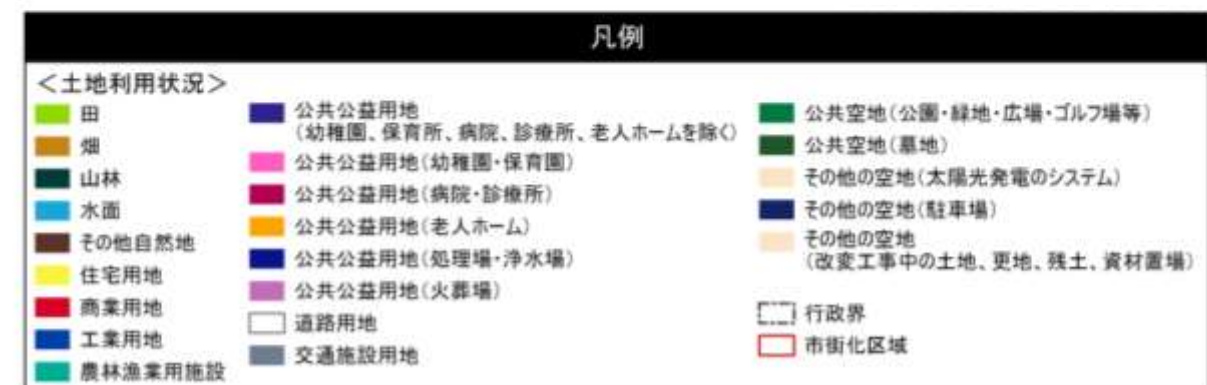 凡例
＜土地利用状況＞
田
畑
山林
水面
その他自然地
住宅用地
商業用地
工業用地
農林漁業用施設
公共公益用地
(幼稚園、保育所、病院、診療所、老人ホームを除く)
公共公益用地(幼稚園・保育園)
公共公益用地(病院・診療所)
公共公益用地(老人ホーム)
公共公益用地(処理場・浄水場)
公共公益用地(火葬場)
道路用地
交通施設用地
公共空地(公園・緑地・広場・ゴルフ場等)
公共空地(墓地)
その他の空地(太陽光発電のシステム)
その他の空地(駐車場)
その他の空地
(改変工事中の土地、更地、残土、資材置場)
行政界
市街化区域